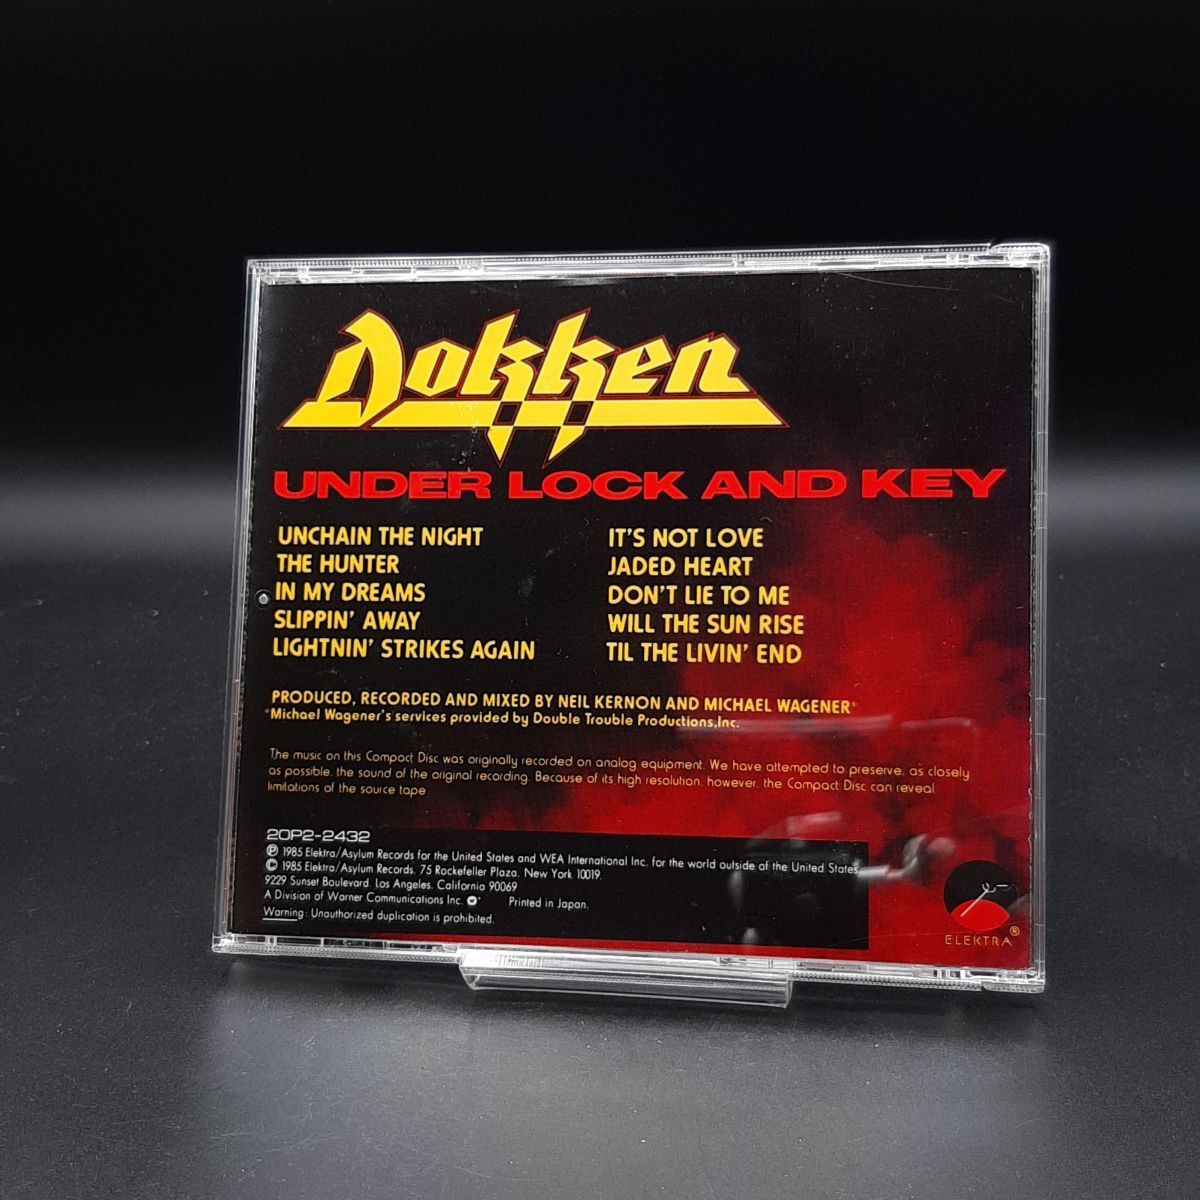 Dokken
UNDER LOCK AND KEY
UNCHAIN THE NIGHT
THE HUNTER
IN MY DREAMS
SLIPPIN' AWAY
LIGHTNIN' STRIKES AGAIN
IT'S NOT LOVE
JADED HEART
DON'T LIE TO ME
WILL THE SUN RISE
TIL THE LIVIN' END
PRODUCED, RECORDED AND MIXED BY NEIL KERNON AND MICHAEL WAGENER*
*Michael Wagener's services provided by Double Trouble Productions,Inc.
The music on this Compact Disc was originally recorded on analog equipment. We have attempted to preserve, as closely
as possible, the sound of the original recording. Because of its high resolution, however, the Compact Disc can reveal
limitations of the source tape
20P2-2432
℗ 1985 Elektra/Asylum Records for the United States and WEA International Inc. for the world outside of the United States.
© 1985 Elektra/Asylum Records. 75 Rockefeller Plaza. New York 10019.
9229 Sunset Boulevard. Los Angeles. California 90069
A Division of Warner Communications Inc. Printed in Japan.
Warning: Unauthorized duplication is prohibited.
ELEKTRA®